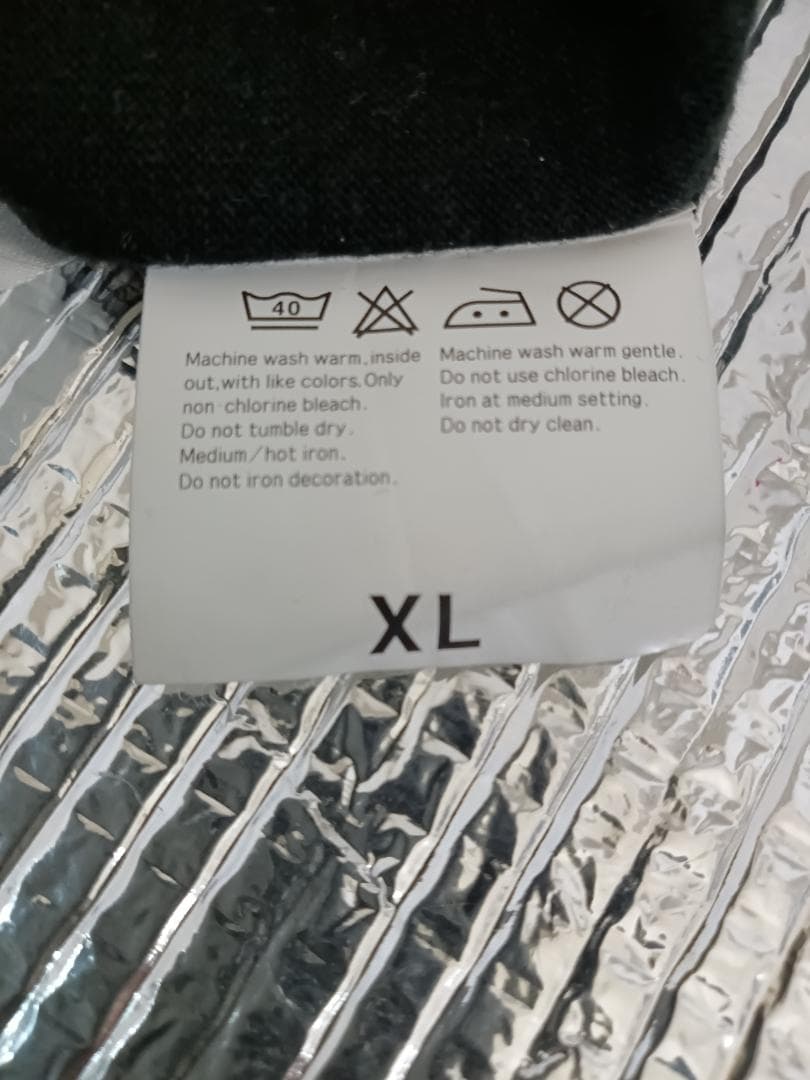 40
Machine wash warm, inside
out, with like colors. Only
non-chlorine bleach.
Do not tumble dry.
Medium/hot iron.
Do not iron decoration.
Machine wash warm gentle.
Do not use chlorine bleach.
Iron at medium setting.
Do not dry clean.
XL